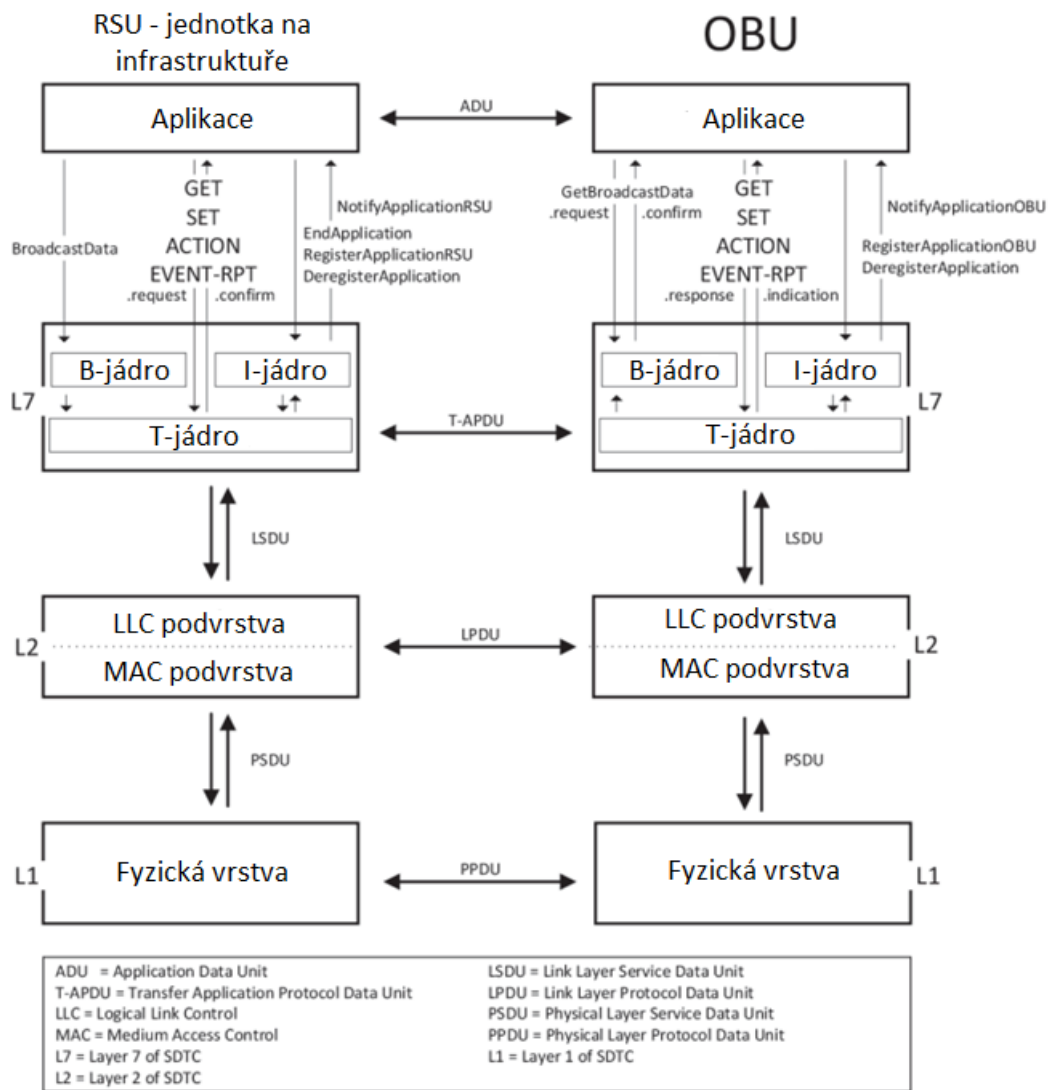 RSU - jednotka na
infrastruktuře
OBU
Aplikace
ADU
Aplikace
BroadcastData
GET
SET
ACTION
EVENT-RPT
.request
.confirm
NotifyApplicationRSU
EndApplication
RegisterApplicationRSU
DeregisterApplication
GetBroadcastData
.request
.confirm
GET
SET
ACTION
EVENT-RPT
.response
.indication
NotifyApplicationOBU
RegisterApplicationOBU
DeregisterApplication
L7
B-jádro
I-jádro
T-jádro
T-APDU
B-jádro
I-jádro
T-jádro
L7
LSDU
LSDU
L2
LLC podvrstva
MAC podvrstva
LPDU
LLC podvrstva
MAC podvrstva
L2
PSDU
PSDU
L1
Fyzická vrstva
PPDU
Fyzická vrstva
L1
ADU = Application Data Unit
T-APDU = Transfer Application Protocol Data Unit
LLC = Logical Link Control
MAC = Medium Access Control
L7 = Layer 7 of SDTC
L2 = Layer 2 of SDTC
LSDU = Link Layer Service Data Unit
LPDU = Link Layer Protocol Data Unit
PSDU = Physical Layer Service Data Unit
PPDU = Physical Layer Protocol Data Unit
L1 = Layer 1 of SDTC